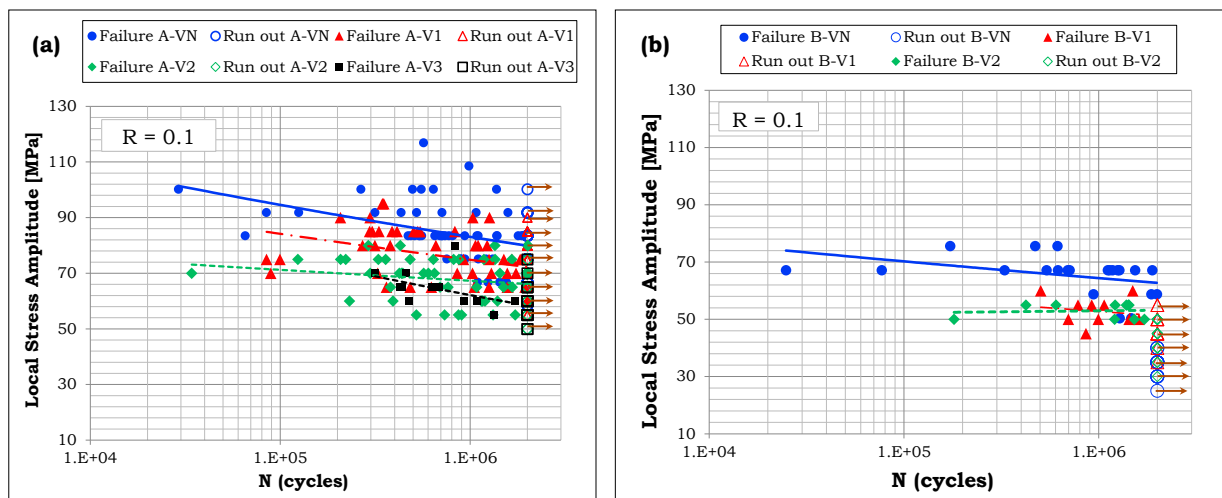 (a)
Failure A-VN Run out A-VN Failure A-V1 Run out A-V1
Failure A-V2 Run out A-V2 Failure A-V3 Run out A-V3
R = 0.1
Local Stress Amplitude [MPa]
130
110
90
70
50
30
10
1.E+04 1.E+05 1.E+06
N (cycles)
(b)
Failure B-VN Run out B-VN Failure B-V1
Run out B-V1 Failure B-V2 Run out B-V2
R = 0.1
Local Stress Amplitude [MPa]
130
110
90
70
50
30
10
1.E+04 1.E+05 1.E+06
N (cycles)